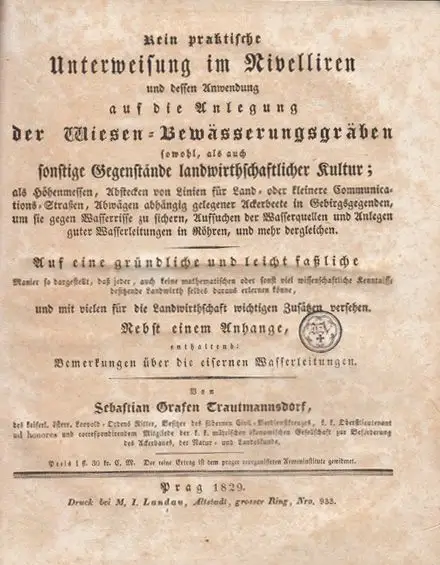 Rein praktische
Unterweisung im Nivelliren
und dessen Anwendung
auf die Anlegung
der Wiesen-Bewässerungsgräben
sowohl, als auch
sonstige Gegenstände landwirthschaftlicher Kultur;
als Höhenmessen, Abstecken von Linien für Land- oder kleinere Communica-
tions-Strassen, Abwägen abhängig gelegener Ackerbeete in Gebirgsgegenden,
um sie gegen Wasserrisse zu sichern, Aufsuchen der Wasserquellen und Anlegen
guter Wasserleitungen in Röhren, und mehr dergleichen.
Auf eine gründliche und leicht faßliche
Manier so dargestellt, daß jeder, auch keine mathematischen oder sonst viel wissenschaftliche Kenntniss
besitzende Landwirth selbes daraus erlernen könne,
und mit vielen für die Landwirthschaft wichtigen Zusätzen versehen.
Nebst einem Anhange,
enthaltend:
Bemerkungen über die eisernen Wasserleitungen.
Von
Sebastian Grafen Trautmannsdorf,
des kaiserl. österr. Leopold-Ordens Ritter, Besitzer des silbernen Civil-Verdienstkreuzes, k. k. Oberstlieutenant
ad honores und correspondirendem Mitgliede der k. k. mährischen ökonomischen Gesellschaft zur Beförderung
des Ackerbaues, der Natur- und Landeskunde.
Preis 1 fl. 30 kr. C. M. Der reine Ertrag ist dem prager reorganisirten Armeninstitute gewidmet.
Prag 1829.
Druck bei M. I. Landau, Altstadt, grosser Ring, Nro. 933.